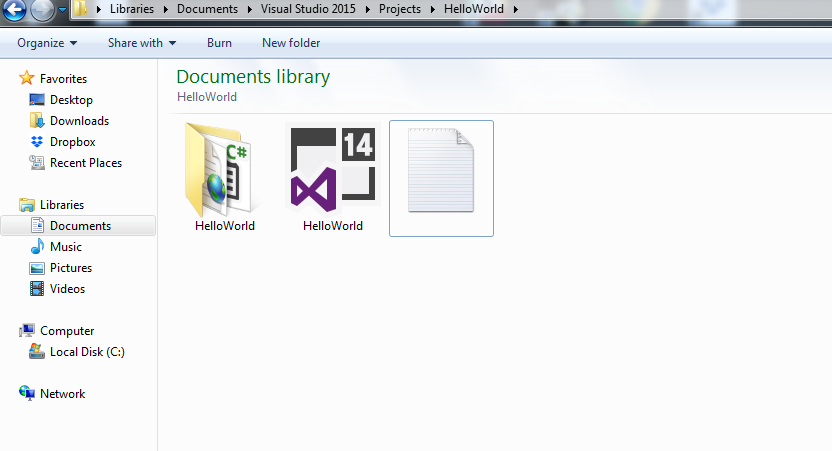 Libraries Documents Visual Studio 2015 Projects HelloWorld
Organize Share with Burn New folder
Favorites
Desktop
Downloads
Dropbox
Recent Places
Libraries
Documents
Music
Pictures
Videos
Computer
Local Disk (C:)
Network
Documents library
HelloWorld
C#
HelloWorld
14
HelloWorld